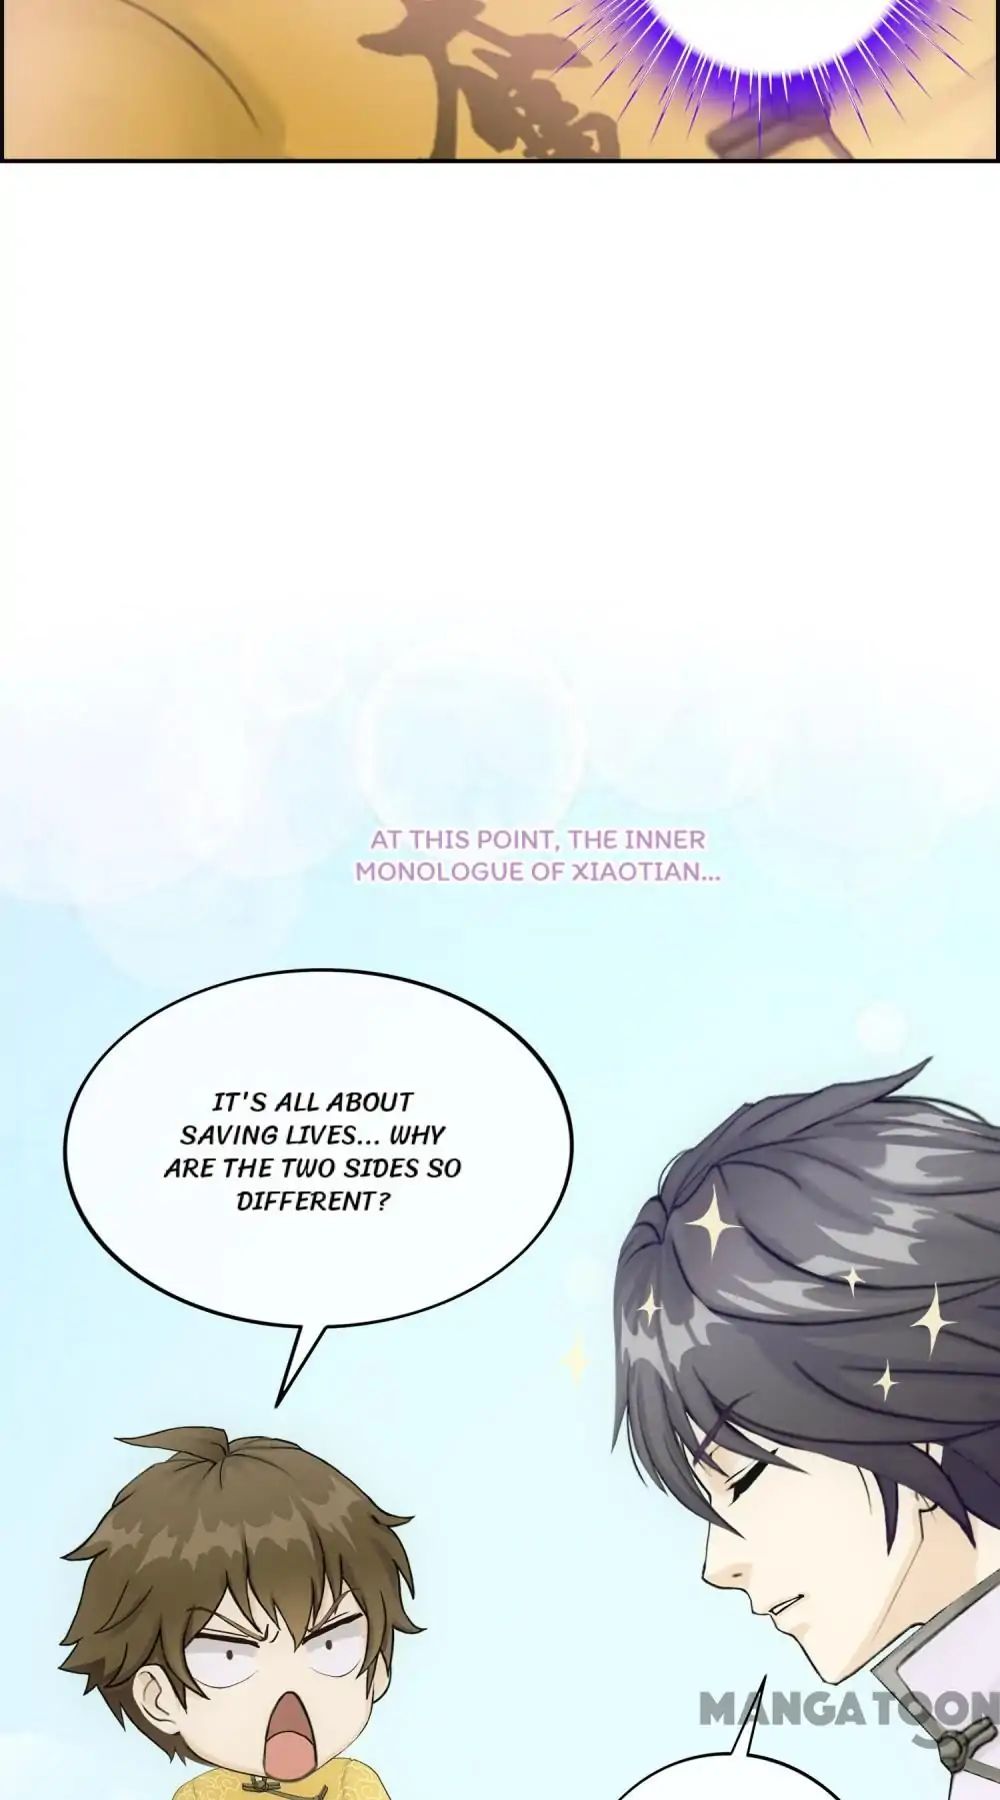 AT THIS POINT, THE INNER
MONOLOGUE OF XIAOTIAN...
IT'S ALL ABOUT
SAVING LIVES... WHY
ARE THE TWO SIDES SO
DIFFERENT?
MANGATOON